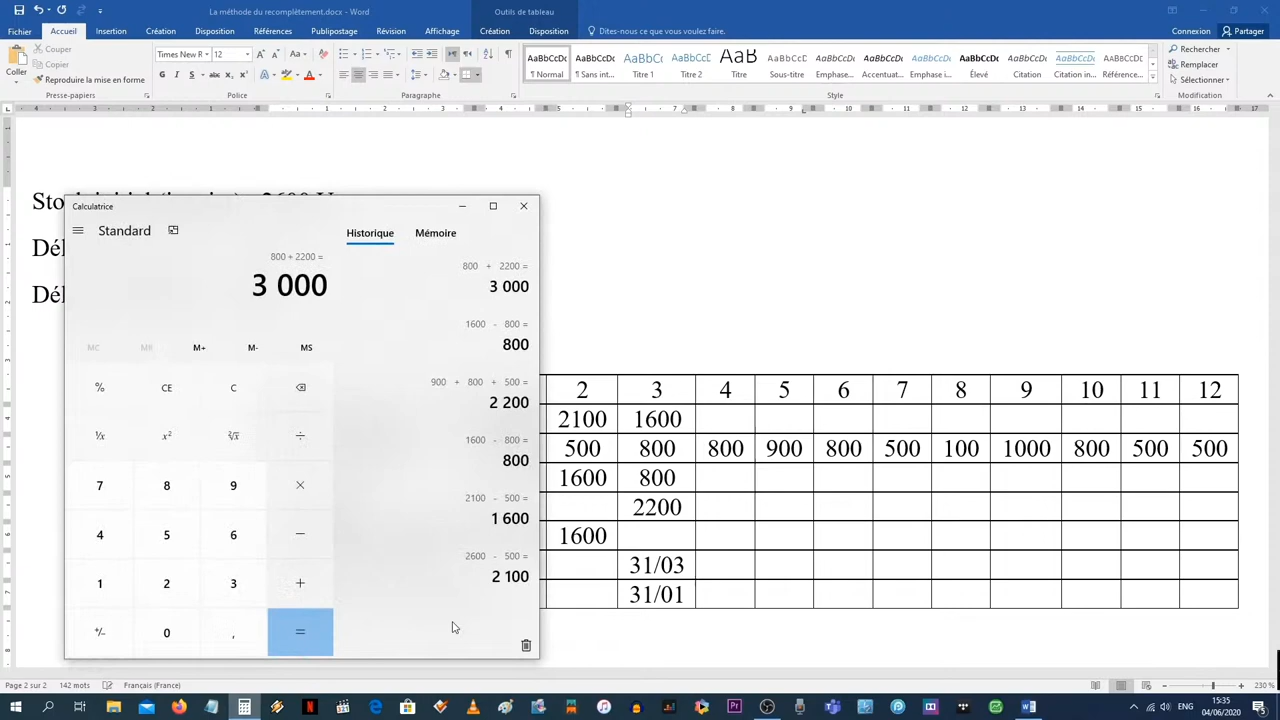 La méthode du recomplètement.docx - Word
Outils de tableau
Fichier Accueil Insertion Création Disposition Références Publipostage Révision Affichage Création Disposition Dites-nous ce que vous voulez faire. Connexion Partager
Coller
Couper
Copier
Reproduire la mise en forme
Presse-papiers
Times New R 12
G I S abc x₂ x²
Police
Paragraphe
AaBbCcDc AaBbCcDc AaBbCc AaBbCcD AaB AaBbCcD AaBbCcDc AaBbCcDc AaBbCcDc AaBbCcDc AaBbCcDc AaBbCcDc AaBbCcDc
¶ Normal ¶ Sans int... Titre 1 Titre 2 Titre Sous-titre Emphase... Accentuat... Emphase i... Élevé Citation Citation in... Référence...
Style
Rechercher
Remplacer
Sélectionner
Modification
Calculatrice
Standard
Historique Mémoire
800 + 2200 =
3 000
MC MR M+ M- MS
% CE C
¹/x x² ²√x ÷
7 8 9 ×
4 5 6 −
1 2 3 +
+/− 0 , =
800 + 2200 =
3 000
1600 - 800 =
800
900 + 800 + 500 =
2 200
1600 - 800 =
800
2100 - 500 =
1 600
2600 - 500 =
2 100
2 3 4 5 6 7 8 9 10 11 12
2100 1600
500 800 800 900 800 500 100 1000 800 500 500
1600 800
2200
1600
31/03
31/01
Page 2 sur 2 142 mots Français (France) 230 %
ENG 15:35
04/06/2020